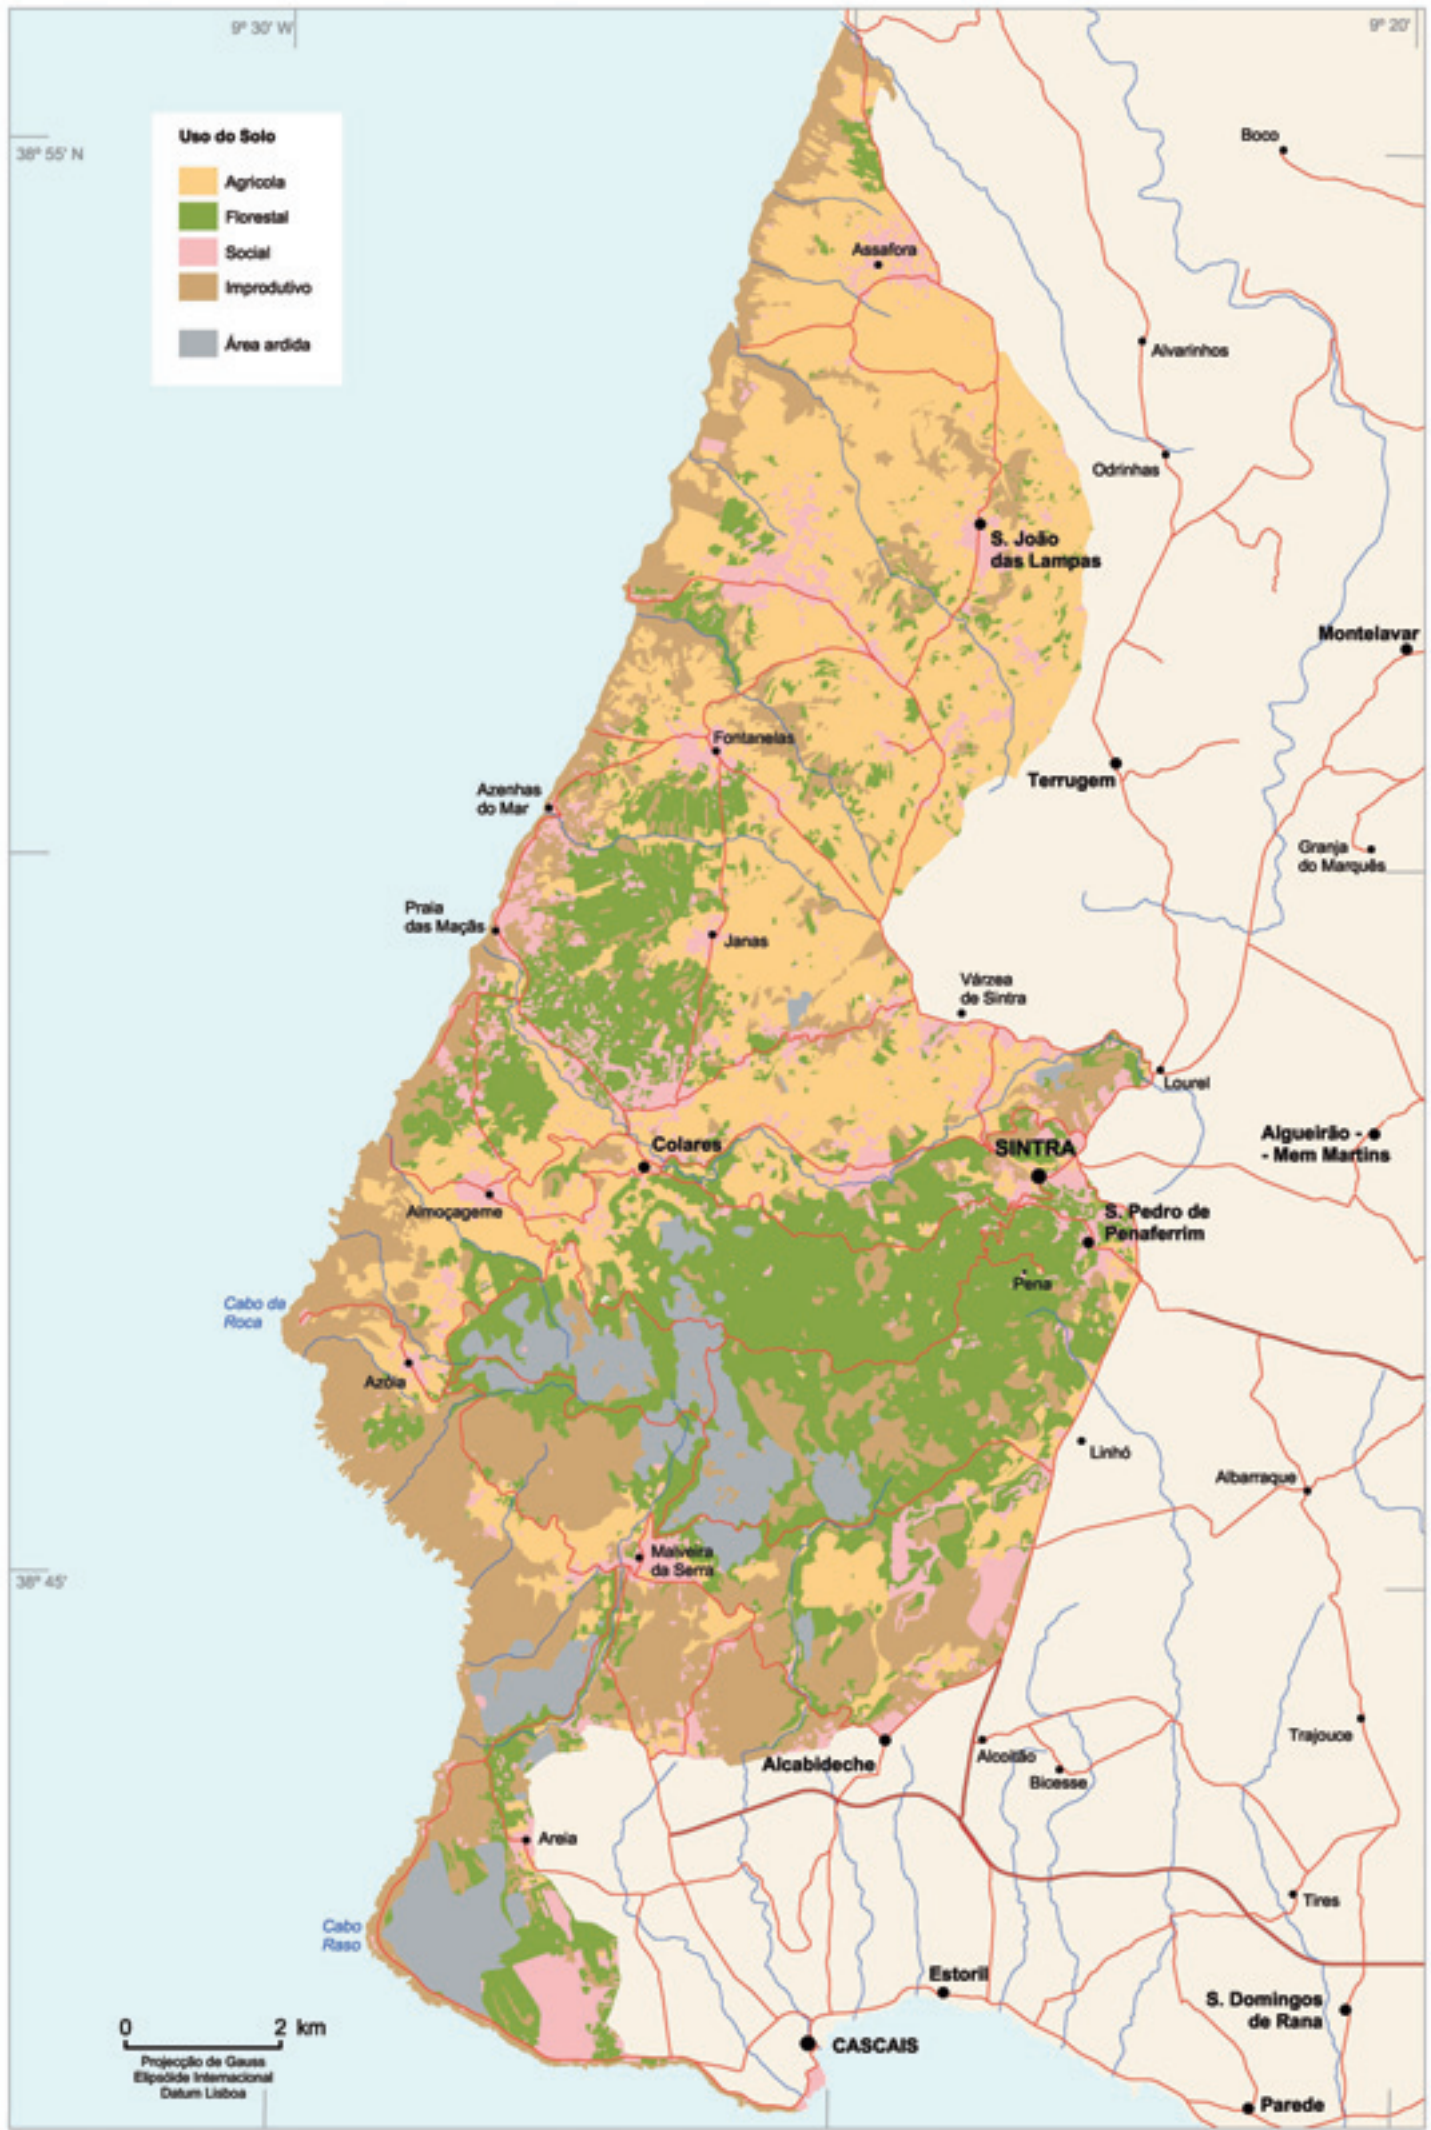 9º 30' W
9º 20'
38º 55' N
Uso do Solo
Agrícola
Florestal
Social
Improdutivo
Área ardida
Boco
Assafora
Alvarinhos
Odrinhas
S. João
das Lampas
Montelavar
Fontanelas
Terrugem
Azenhas
do Mar
Granja
do Marquês
Praia
das Maçãs
Janas
Várzea
de Sintra
Lourel
Colares
SINTRA
Algueirão -
- Mem Martins
Almoçageme
S. Pedro de
Penaferrim
Pena
Cabo da
Roca
Azóia
Linhó
Albarraque
Malveira
da Serra
38º 45'
Alcabideche
Alcoitão
Bicesse
Trajouce
Areia
Tires
Cabo
Raso
Estoril
S. Domingos
de Rana
0 2 km
CASCAIS
Projecção de Gauss
Elipsóide Internacional
Datum Lisboa
Parede